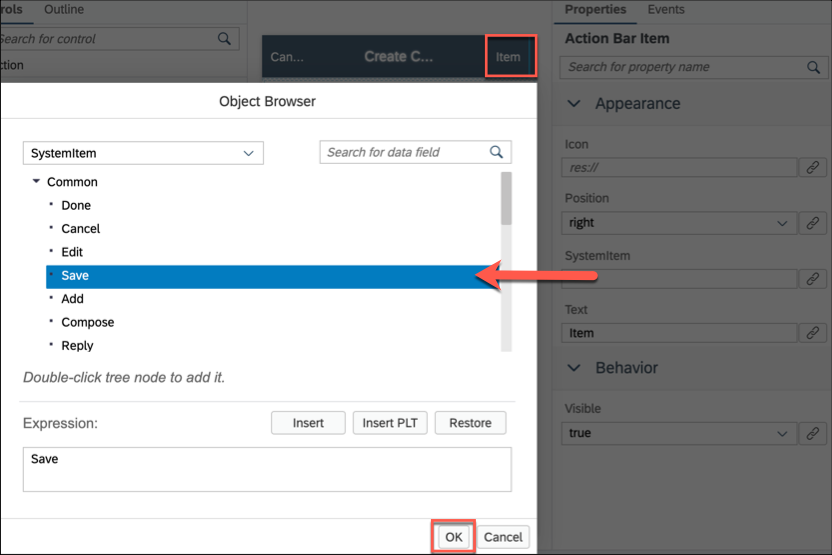 rols Outline
Search for control
ction
Can... Create C... Item
Properties Events
Action Bar Item
Search for property name
Appearance
Icon
res://
Position
right
SystemItem
Text
Item
Behavior
Visible
true
Object Browser
SystemItem
Search for data field
Common
Done
Cancel
Edit
Save
Add
Compose
Reply
Double-click tree node to add it.
Expression: Insert Insert PLT Restore
Save
OK Cancel